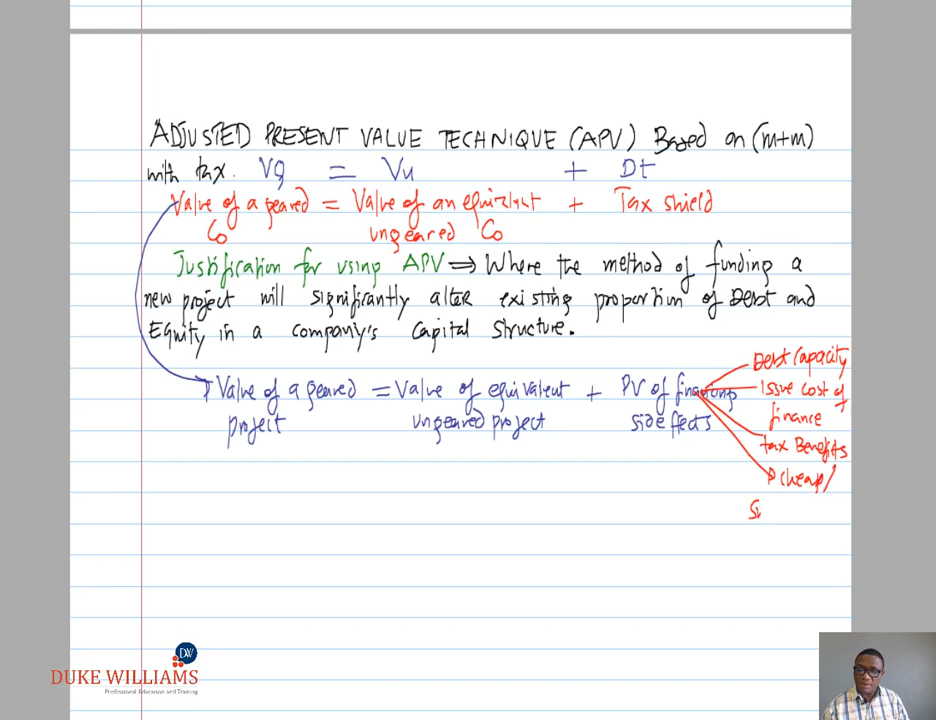 ADJUSTED PRESENT VALUE TECHNIQUE (APV) Based on (m+m)
with tax. Vg = Vu + Dt
Value of a geared = Value of an equivalent + Tax shield
Co ungeared Co
Justification for using APV ⇒ Where the method of funding a
new project will significantly alter existing proportion of Debt and
Equity in a company's Capital Structure.
Value of a geared = Value of equivalent + PV of financing
project ungeared project side effects
Debt Capacity
Issue cost of
finance
tax Benefits
cheap/
S
DW
DUKE WILLIAMS
Professional Education and Training